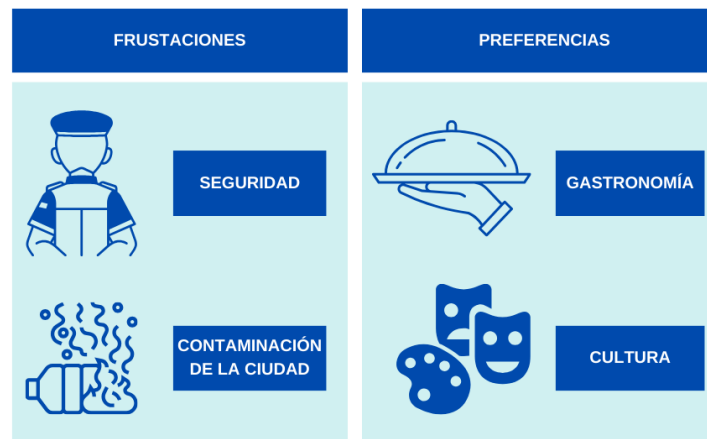 FRUSTACIONES
SEGURIDAD
CONTAMINACIÓN
DE LA CIUDAD
PREFERENCIAS
GASTRONOMÍA
CULTURA